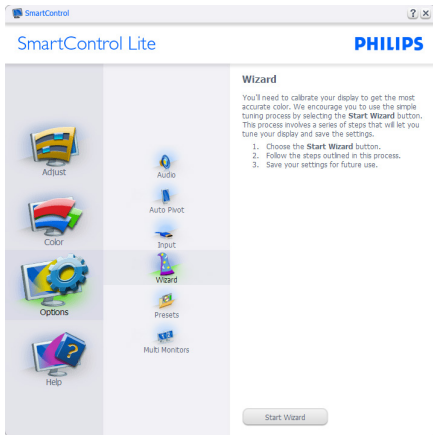 SmartControl
? X
SmartControl Lite
PHILIPS
Adjust
Color
Options
Help
Audio
Auto Pivot
Input
Wizard
Presets
Multi Monitors
Wizard
You'll need to calibrate your display to get the most
accurate color. We encourage you to use the simple
tuning process by selecting the Start Wizard button.
This process involves a series of steps that will let you
tune your display and save the settings.
1. Choose the Start Wizard button.
2. Follow the steps outlined in this process.
3. Save your settings for future use.
Start Wizard